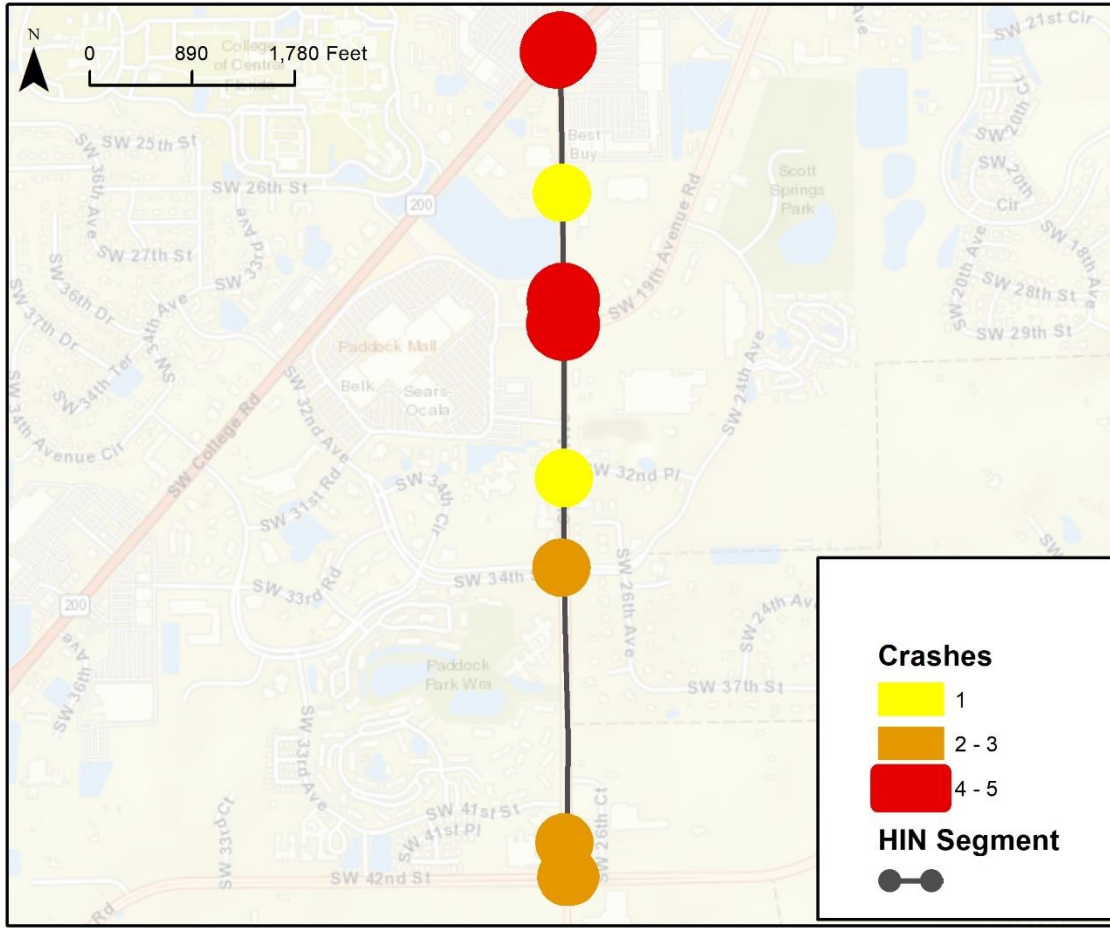 N
0 890 1,780 Feet
College
of Central
Florida
SW 21st Cir
SW 20th Ct
SW 36th Ave
SW 25th St
SW 26th St
200
Best
Buy
SW 19th Avenue Rd
Scott
Springs
Park
SW 20th
Cir
SW 33rd Ave
SW 27th St
SW 36th Dr
SW 37th Dr
SW 34th Ter
SW 34th Ave
SW 34th Avenue Cir
SW 20th Ave
SW 18th Ave
SW 28th St
SW 29th St
Paddock Mall
Belk
Sears-
Ocala
SW College Rd
SW 32nd Ave
SW 24th Ave
SW 31st Rd
SW 34th Cir
SW 32nd Pl
SW 33rd Rd
SW 34th
200
SW 36th Ave
SW 26th Ave
SW 24th Ave
Paddock
Park Wra
SW 37th St
SW 33rd Ave
SW 33rd Ct
SW 41st St
SW 41st Pl
SW 26th Ct
SW 42nd St
Rd
Crashes
1
2 - 3
4 - 5
HIN Segment